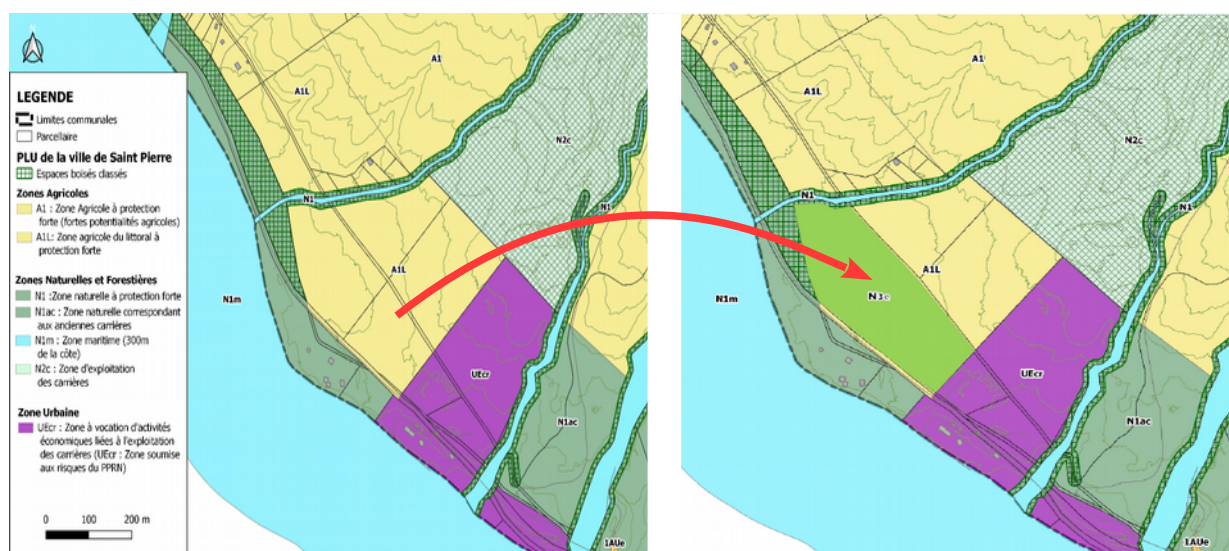 N
LEGENDE
Limites communales
Parcellaire
PLU de la ville de Saint Pierre
Espaces boisés classés
Zones Agricoles
A1 : Zone Agricole à protection
forte (fortes potentialités agricoles)
A1L: Zone agricole du littoral à
protection forte
Zones Naturelles et Forestières
N1 :Zone naturelle à protection forte
N1ac : Zone naturelle correspondant
aux anciennes carrières
N1m : Zone maritime (300m
de la côte)
N2c : Zone d'exploitation
des carrières
Zone Urbaine
UEcr : Zone à vocation d'activités
économiques liées à l'exploitation
des carrières (UEcr : Zone soumise
aux risques du PPRN)
0 100 200 m
A1
A1L
N2c
N1
N1
A1L
N1m
UEcr
N1ac
1AUe
A1
A1L
N2c
N1
N1
A1L
N1m
UEcr
N1ac
1AUe